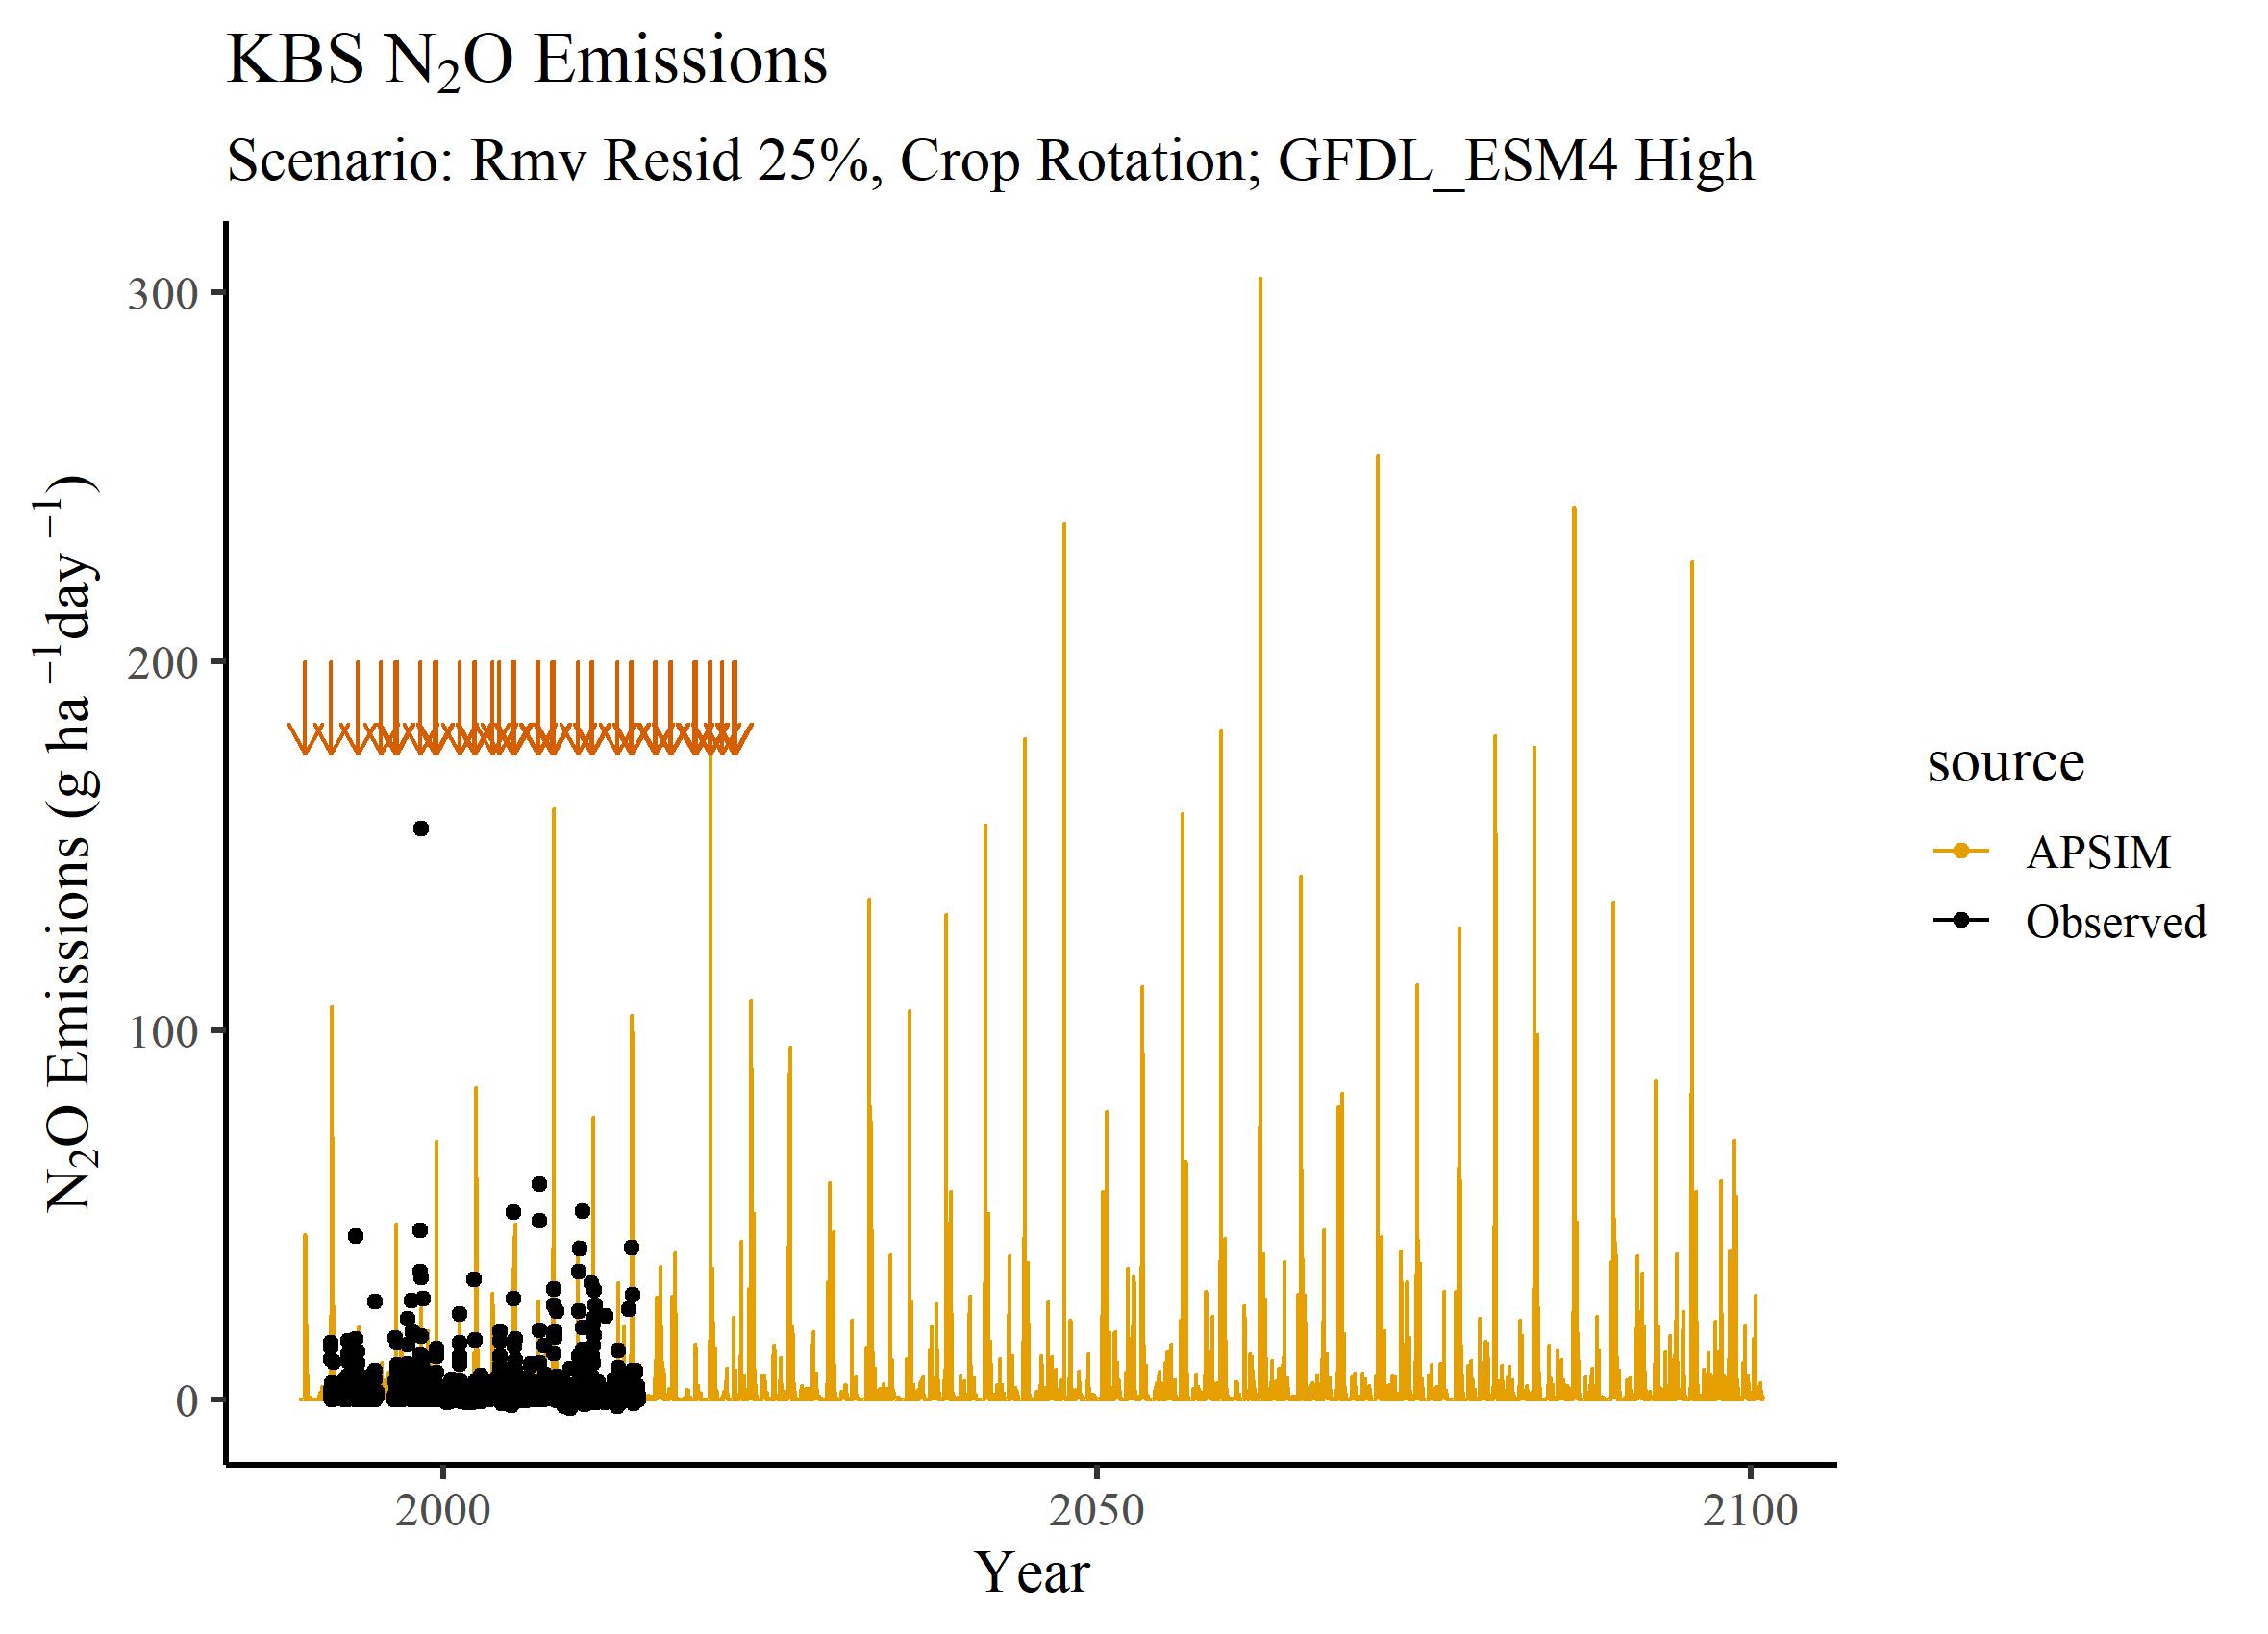 KBS N₂O Emissions
Scenario: Rmv Resid 25%, Crop Rotation; GFDL_ESM4 High
N₂O Emissions (g ha⁻¹day⁻¹)
300
200
100
0
2000
2050
2100
Year
source
APSIM
Observed